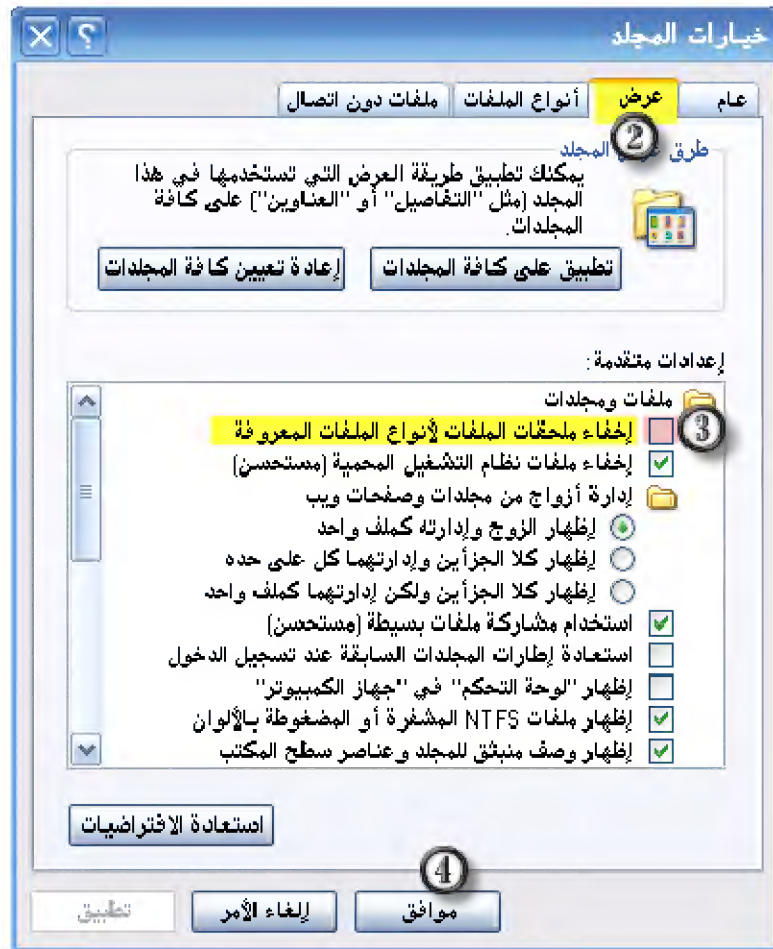 خيارات المجلد
عام
عرض
أنواع الملفات
ملفات دون اتصال
2
طرق المجلد
يمكنك تطبيق طريقة العرض التي تستخدمها في هذا
المجلد (مثل "التفاصيل" أو "العناوين") على كافة
المجلدات.
تطبيق على كافة المجلدات
إعادة تعيين كافة المجلدات
إعدادات متقدمة:
ملفات ومجلدات
3
إخفاء ملحقات الملفات لأنواع الملفات المعروفة
إخفاء ملفات نظام التشغيل المحمية (مستحسن)
إدارة أزواج من مجلدات وصفحات ويب
إظهار الزوج وإدارته كملف واحد
إظهار كلا الجزأين وإدارتهما كل على حده
إظهار كلا الجزأين ولكن إدارتهما كملف واحد
استخدام مشاركة ملفات بسيطة (مستحسن)
استعادة إطارات المجلدات السابقة عند تسجيل الدخول
إظهار "لوحة التحكم" في "جهاز الكمبيوتر"
إظهار ملفات NTFS المشفرة أو المضغوطة بالألوان
إظهار وصف منبثق للمجلد وعناصر سطح المكتب
استعادة الافتراضيات
4
موافق
إلغاء الأمر
تطبيق